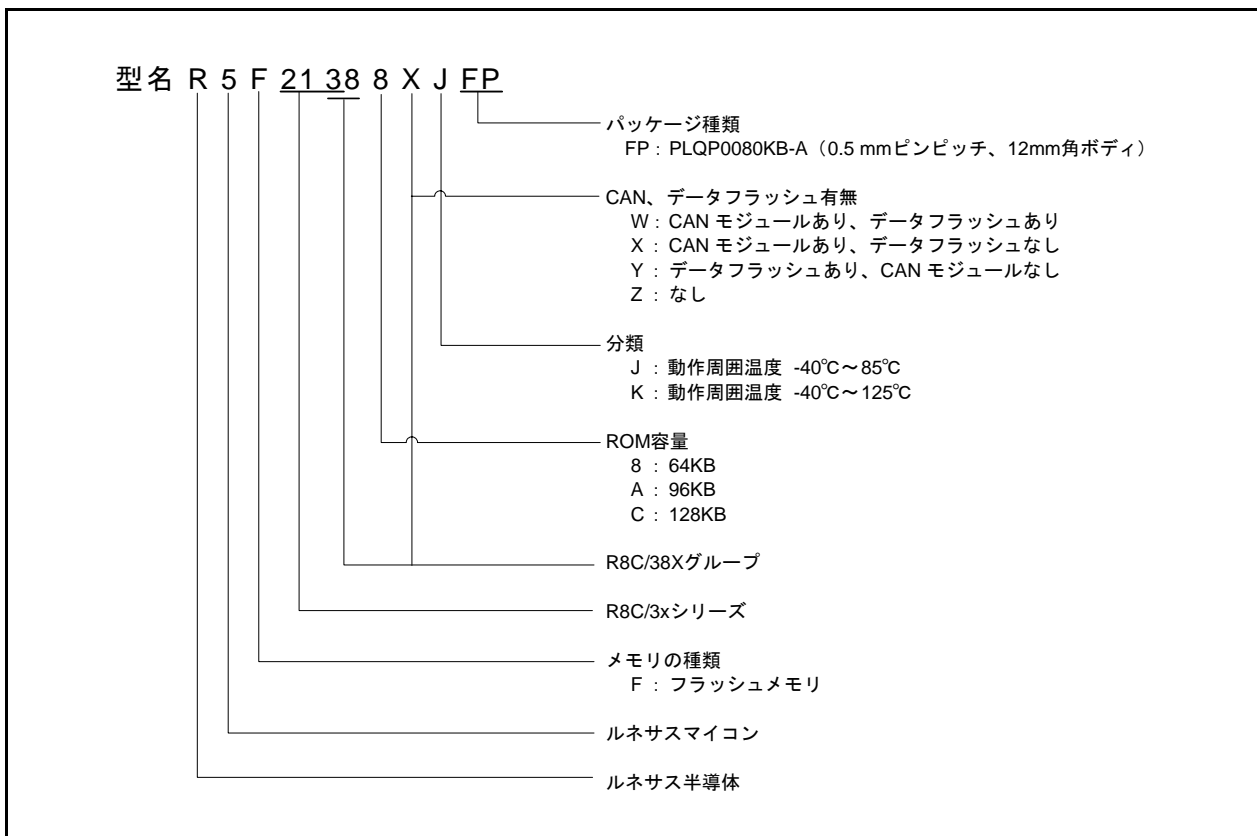 型名 R 5 F 21 38 8 X J FP
パッケージ種類
FP : PLQP0080KB-A（0.5 mmピンピッチ、12mm角ボディ）
CAN、データフラッシュ有無
W : CAN モジュールあり、データフラッシュあり
X : CAN モジュールあり、データフラッシュなし
Y : データフラッシュあり、CAN モジュールなし
Z : なし
分類
J : 動作周囲温度 -40℃～85℃
K : 動作周囲温度 -40℃～125℃
ROM容量
8 : 64KB
A : 96KB
C : 128KB
R8C/38Xグループ
R8C/3xシリーズ
メモリの種類
F : フラッシュメモリ
ルネサスマイコン
ルネサス半導体